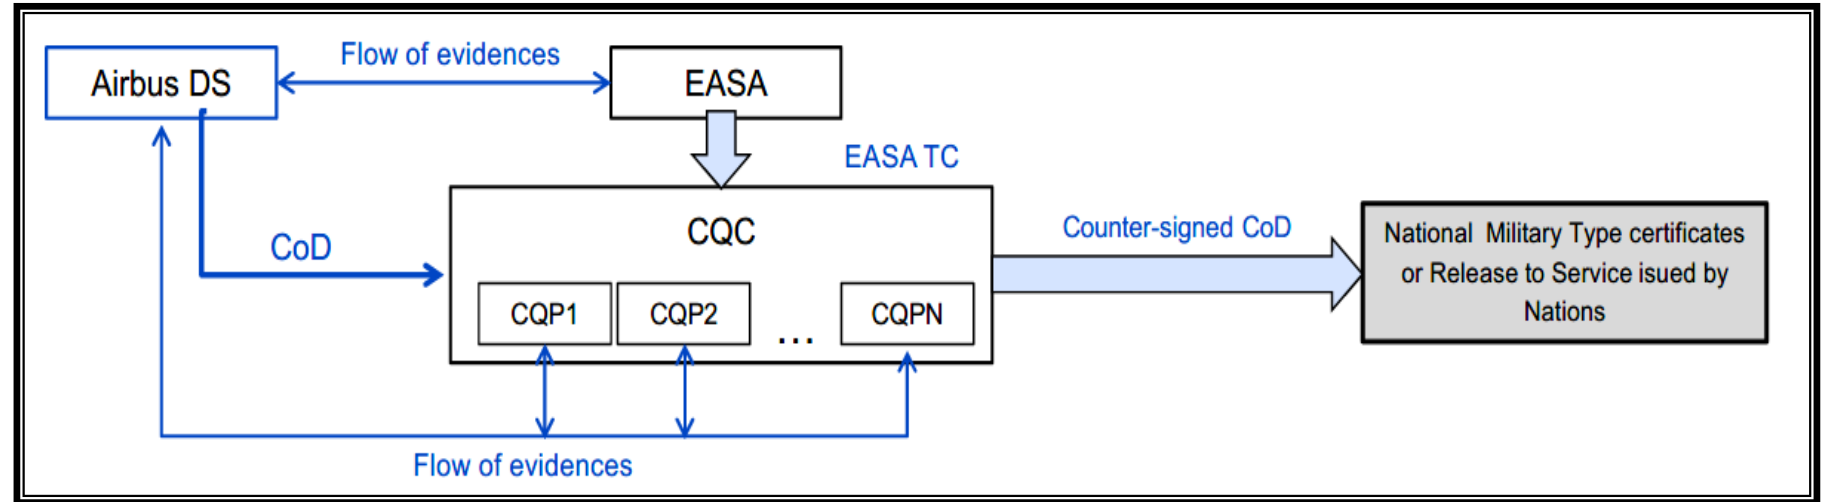 Flow of evidences
Airbus DS
EASA
EASA TC
CQC
Counter-signed CoD
CoD
National Military Type certificates
or Release to Service isued by
Nations
CQP1
CQP2
...
CQPN
Flow of evidences